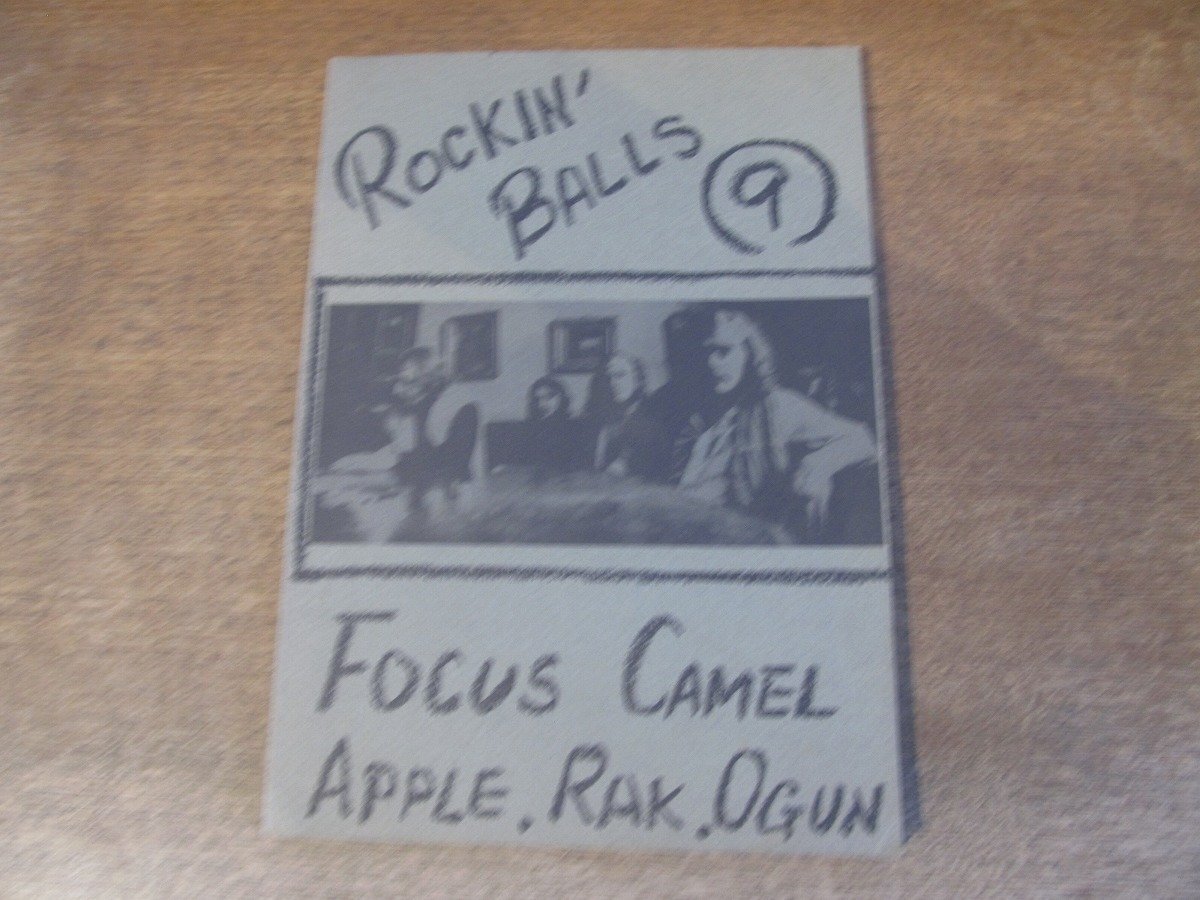 ROCKIN'
BALLS 9
FOCUS CAMEL
APPLE. RAK. OGUN